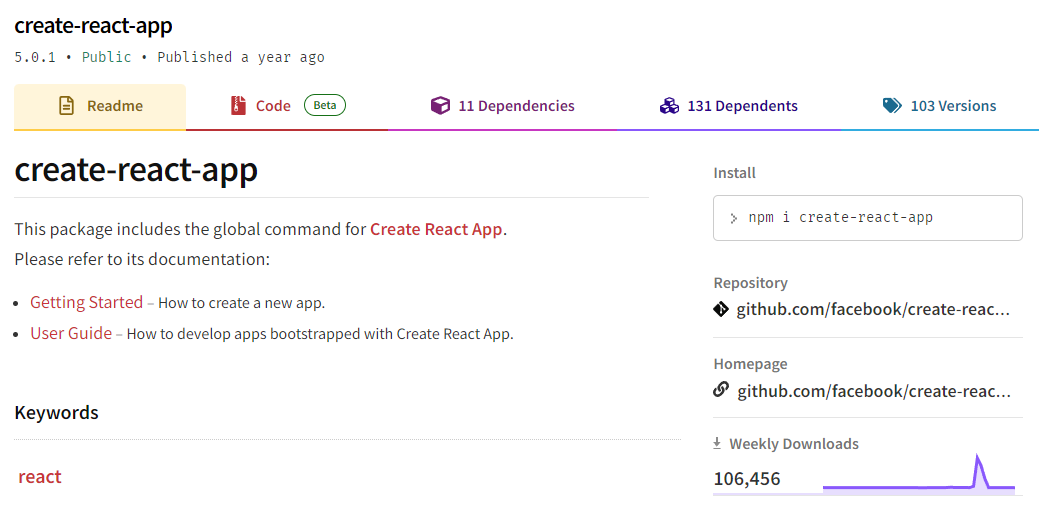 create-react-app
5.0.1 • Public • Published a year ago
Readme
Code Beta
11 Dependencies
131 Dependents
103 Versions
create-react-app
This package includes the global command for Create React App.
Please refer to its documentation:
• Getting Started – How to create a new app.
• User Guide – How to develop apps bootstrapped with Create React App.
Keywords
react
Install
> npm i create-react-app
Repository
github.com/facebook/create-reac...
Homepage
github.com/facebook/create-reac...
Weekly Downloads
106,456